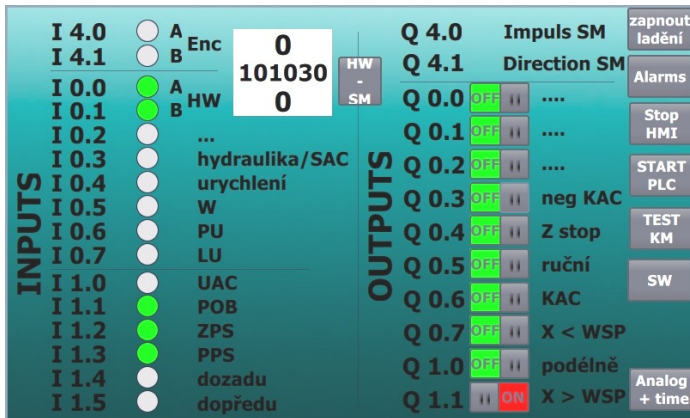 INPUTS
I 4.0 A Enc
I 4.1 B
I 0.0 A HW
I 0.1 B
I 0.2 ...
I 0.3 hydraulika/SAC
I 0.4 urychlení
I 0.5 W
I 0.6 PU
I 0.7 LU
I 1.0 UAC
I 1.1 POB
I 1.2 ZPS
I 1.3 PPS
I 1.4 dozadu
I 1.5 dopředu
0
101030
0
HW
-
SM
OUTPUTS
Q 4.0 Impuls SM
Q 4.1 Direction SM
Q 0.0 OFF ....
Q 0.1 OFF ....
Q 0.2 OFF ....
Q 0.3 OFF neg KAC
Q 0.4 OFF Z stop
Q 0.5 OFF ruční
Q 0.6 OFF KAC
Q 0.7 OFF X < WSP
Q 1.0 OFF podélně
Q 1.1 ON X > WSP
zapnout
ladění
Alarms
Stop
HMI
START
PLC
TEST
KM
SW
Analog
+ time